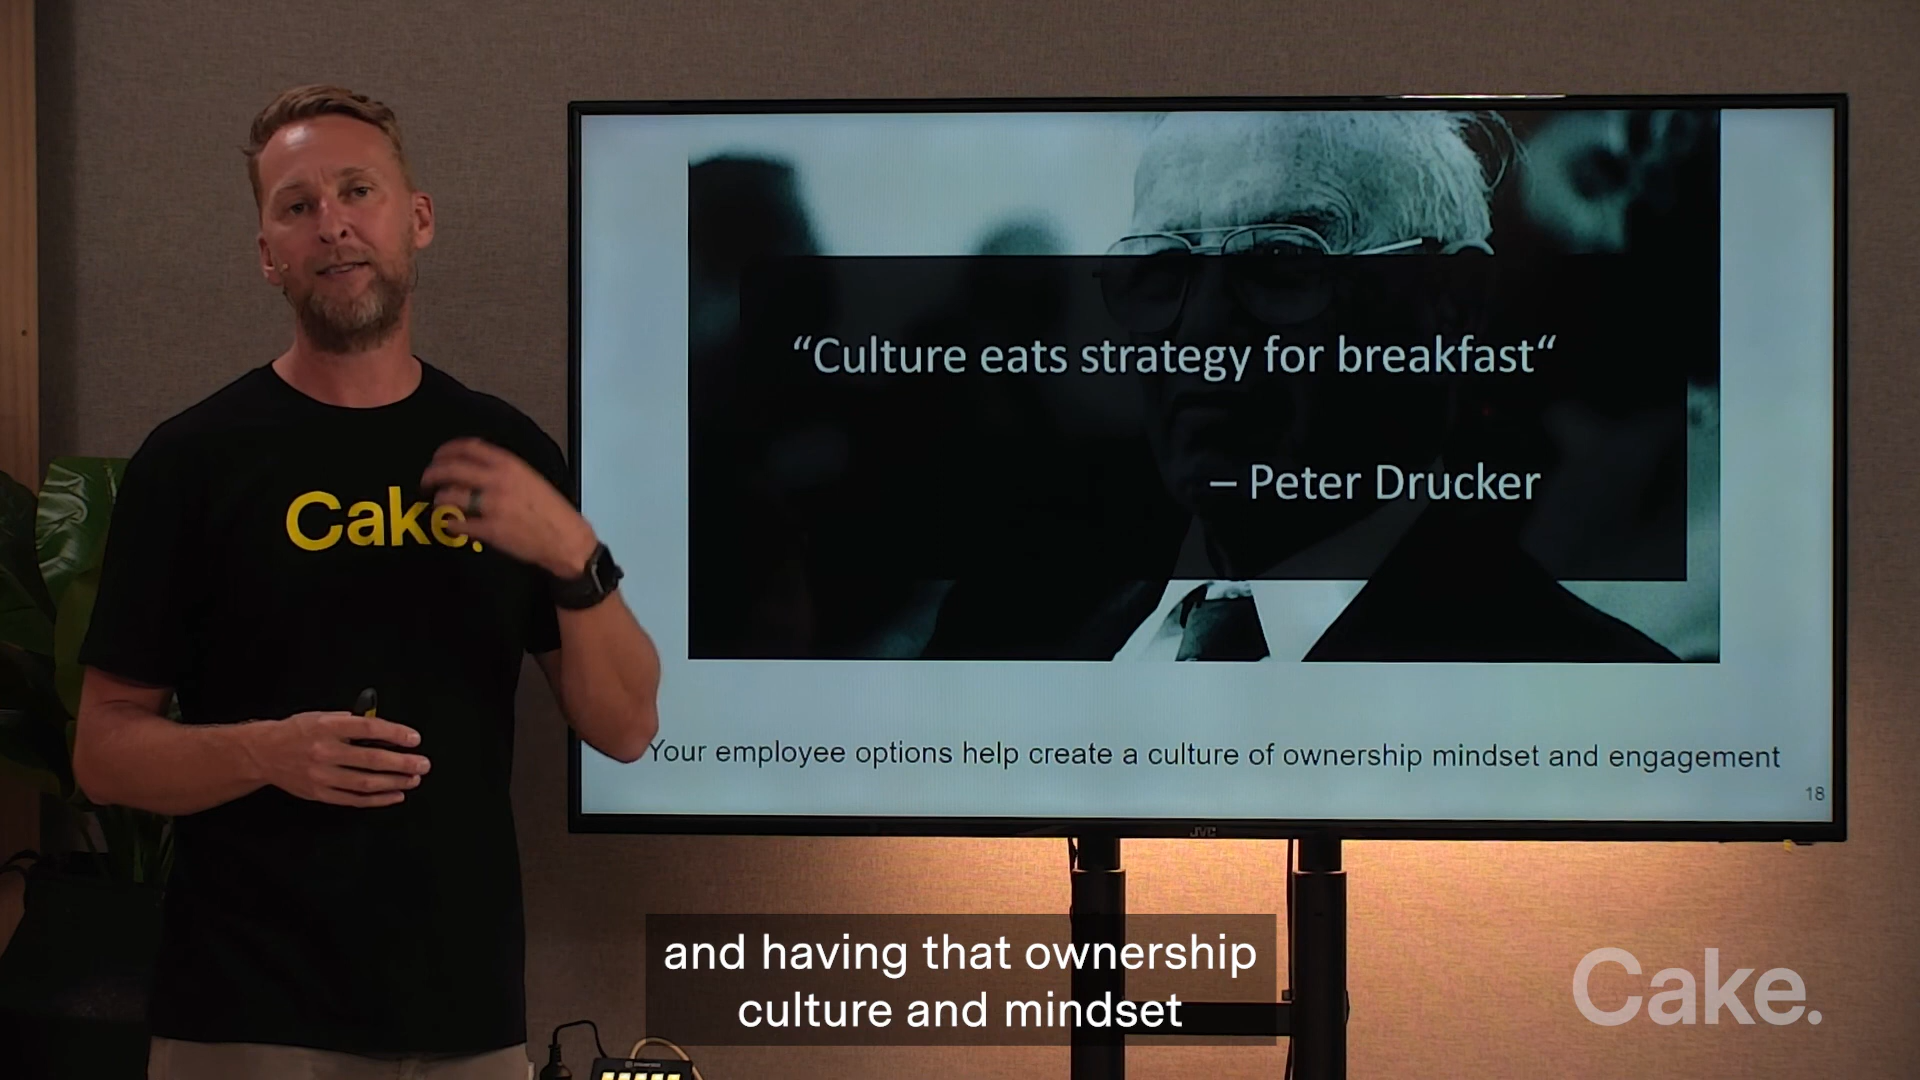 Cake.
“Culture eats strategy for breakfast“
– Peter Drucker
Your employee options help create a culture of ownership mindset and engagement
18
JVC
and having that ownership
culture and mindset
Cake.